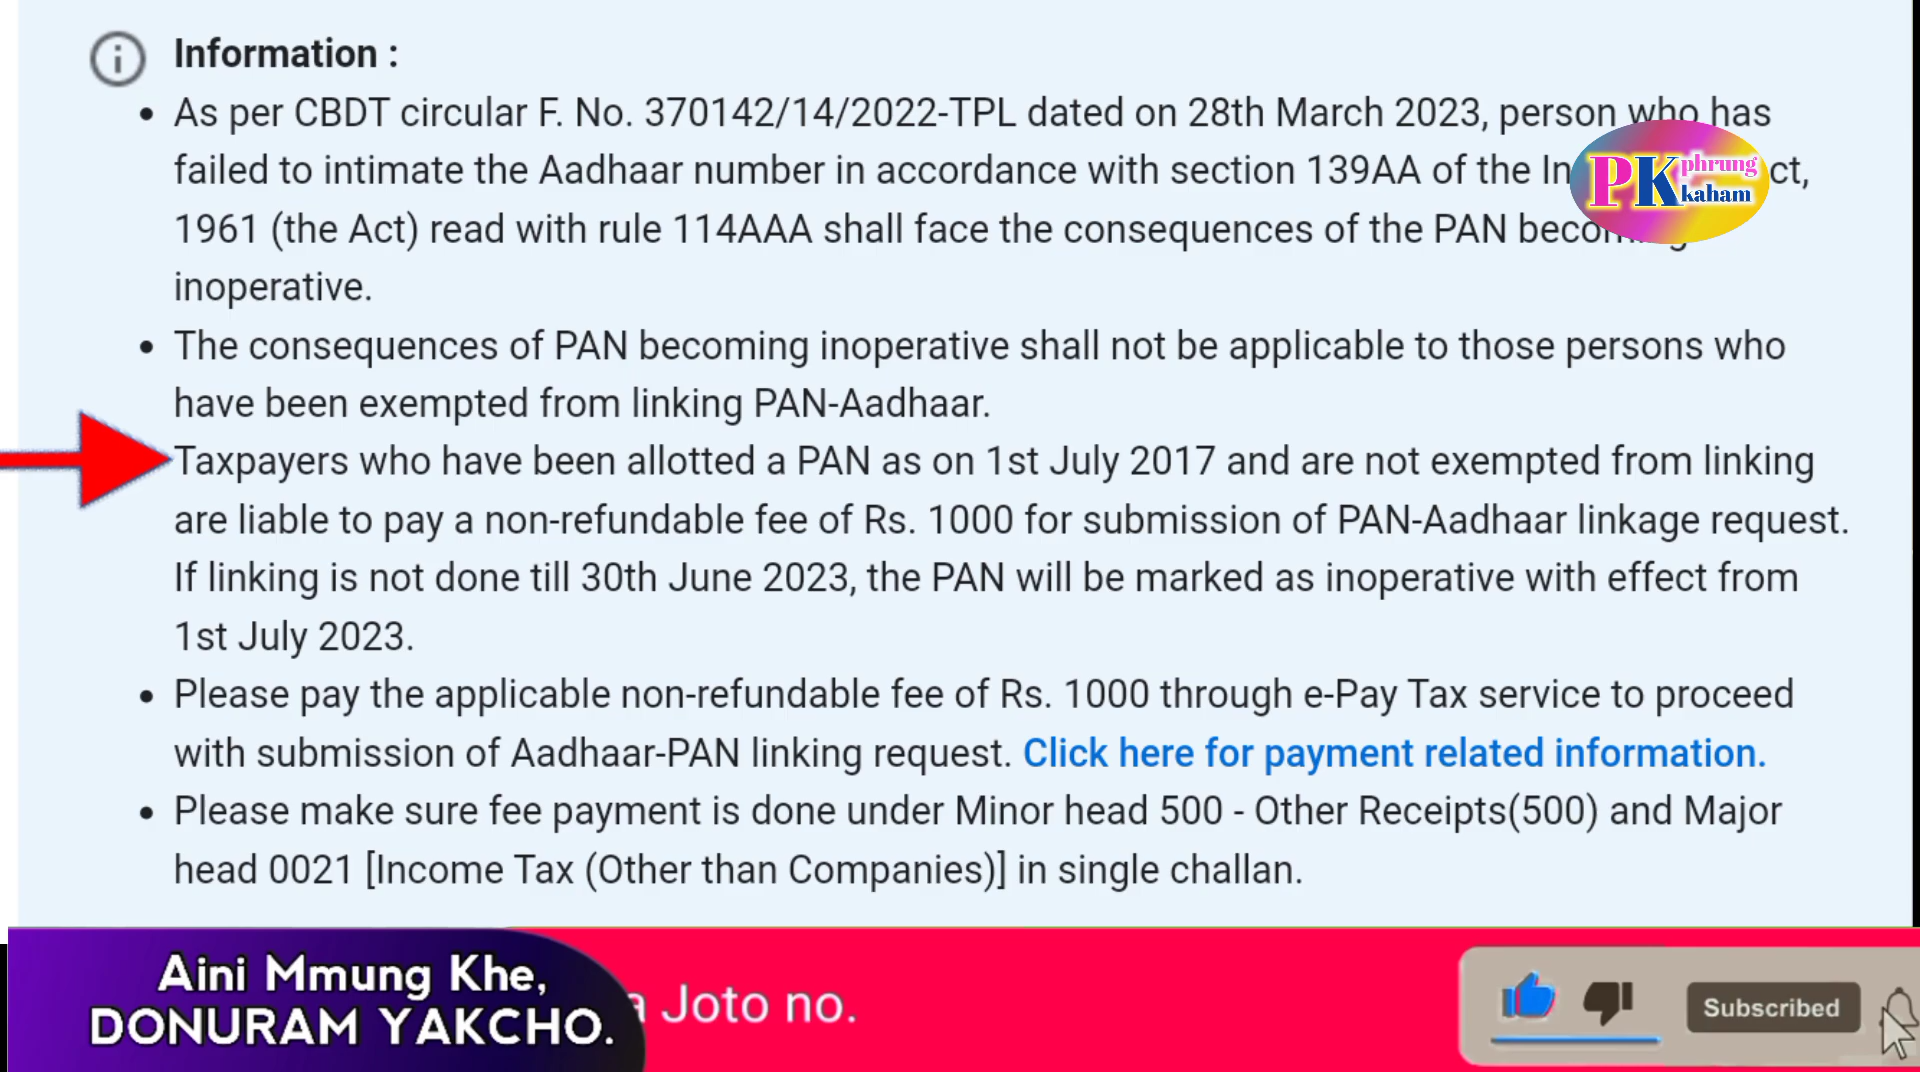 Information :
As per CBDT circular F. No. 370142/14/2022-TPL dated on 28th March 2023, person who has
failed to intimate the Aadhaar number in accordance with section 139AA of the
1961 (the Act) read with rule 114AAA shall face the consequences of the PAN becoming
inoperative.
The consequences of PAN becoming inoperative shall not be applicable to those persons who
have been exempted from linking PAN-Aadhaar.
Taxpayers who have been allotted a PAN as on 1st July 2017 and are not exempted from linking
are liable to pay a non-refundable fee of Rs. 1000 for submission of PAN-Aadhaar linkage request.
If linking is not done till 30th June 2023, the PAN will be marked as inoperative with effect from
1st July 2023.
Please pay the applicable non-refundable fee of Rs. 1000 through e-Pay Tax service to proceed
with submission of Aadhaar-PAN linking request. Click here for payment related information.
Please make sure fee payment is done under Minor head 500 - Other Receipts(500) and Major
head 0021 [Income Tax (Other than Companies)] in single challan.
PK phrung
kaham
Aini Mmung Khe,
DONURAM YAKCHO.
Joto no.
Subscribed